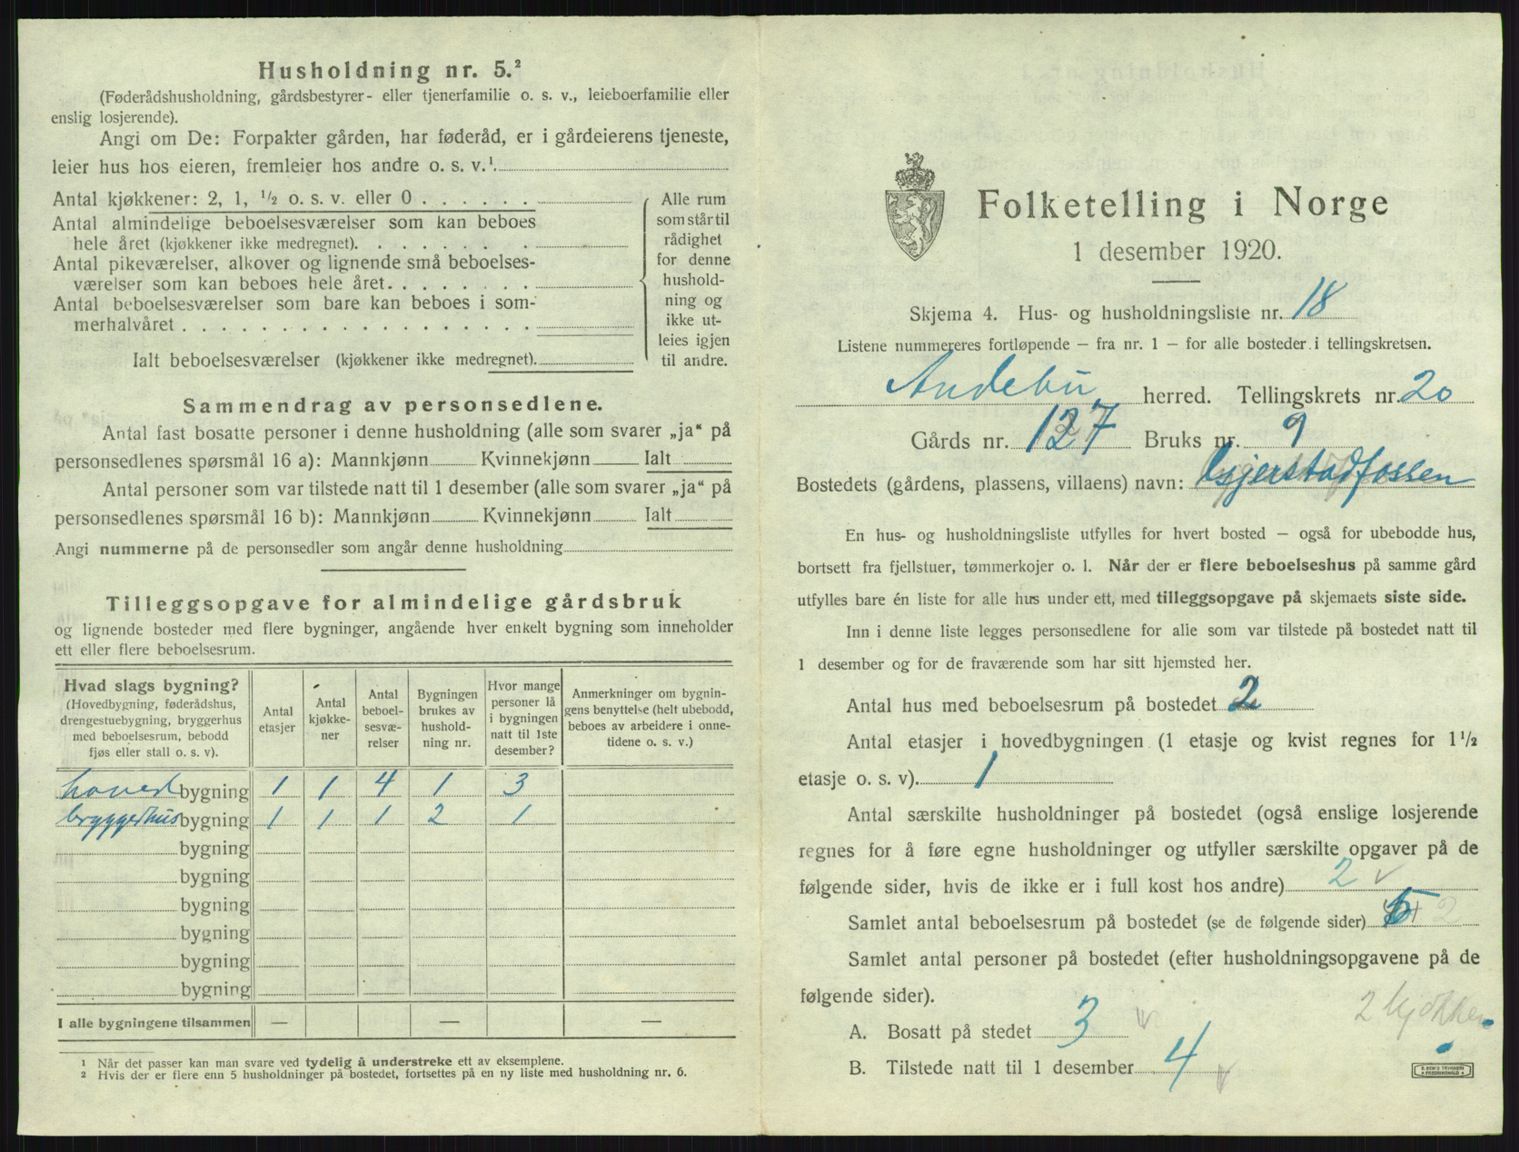 Husholdning nr. 5.²
(Føderådshusholdning, gårdsbestyrer- eller tjenerfamilie o. s. v., leieboerfamilie eller
enslig losjerende).
Angi om De: Forpakter gården, har føderåd, er i gårdeierens tjeneste,
leier hus hos eieren, fremleier hos andre o. s. v.¹
Antal kjøkkener: 2, 1, ½ o. s. v. eller 0
Antal almindelige beboelsesværelser som kan beboes
hele året (kjøkkener ikke medregnet).
Antal pikeværelser, alkover og lignende små beboelses-
værelser som kan beboes hele året.
Antal beboelsesværelser som bare kan beboes i som-
merhalvåret
Ialt beboelsesværelser (kjøkkener ikke medregnet).
Alle rum
som står til
rådighet
for denne
hushold-
ning og
ikke ut-
leies igjen
til andre.
Sammendrag av personsedlene.
Antal fast bosatte personer i denne husholdning (alle som svarer „ja“ på
personsedlenes spørsmål 16 a): Mannkjønn Kvinnekjønn Ialt
Antal personer som var tilstede natt til 1 desember (alle som svarer „ja“ på
personsedlenes spørsmål 16 b): Mannkjønn Kvinnekjønn Ialt
Angi nummerne på de personsedler som angår denne husholdning
Tilleggsopgave for almindelige gårdsbruk
og lignende bosteder med flere bygninger, angående hver enkelt bygning som inneholder
ett eller flere beboelsesrum.
Hvad slags bygning?
(Hovedbygning, føderådshus,
drengestuebygning, bryggerhus
med beboelsesrum, bebodd
fjøs eller stall o. s. v).
Antal
etasjer
Antal
kjøkke-
ner
Antal
beboel-
sesvæ-
relser
Bygningen
brukes av
hushold-
ning nr.
Hvor mange
personer lå
i bygningen
natt til 1ste
desember?
Anmerkninger om bygnin-
gens benyttelse (helt ubebodd,
beboes av arbeidere i onne-
tidene o. s. v.)
hoved bygning 1 1 4 1 3
bryggerhus bygning 1 1 1 2 1
bygning
bygning
bygning
bygning
bygning
bygning
I alle bygningene tilsammen — — —
¹ Når det passer kan man svare ved tydelig å understreke ett av eksemplene.
² Hvis der er flere enn 5 husholdninger på bostedet, fortsettes på en ny liste med husholdning nr. 6.
Folketelling i Norge
1 desember 1920.
Skjema 4. Hus- og husholdningsliste nr. 18
Listene nummereres fortløpende — fra nr. 1 — for alle bosteder i tellingskretsen.
Andebu herred. Tellingskrets nr. 20
Gårds nr. 127 Bruks nr. 9
Bostedets (gårdens, plassens, villaens) navn: Gjerstadfossen
En hus- og husholdningsliste utfylles for hvert bosted — også for ubebodde hus,
bortsett fra fjellstuer, tømmerkojer o. l. Når der er flere beboelseshus på samme gård
utfylles bare én liste for alle hus under ett, med tilleggsopgave på skjemaets siste side.
Inn i denne liste legges personsedlene for alle som var tilstede på bostedet natt til
1 desember og for de fraværende som har sitt hjemsted her.
Antal hus med beboelsesrum på bostedet 2
Antal etasjer i hovedbygningen (1 etasje og kvist regnes for 1½
etasje o. s. v). 1
Antal særskilte husholdninger på bostedet (også enslige losjerende
regnes for å føre egne husholdninger og utfyller særskilte opgaver på de
følgende sider, hvis de ikke er i full kost hos andre) 2
Samlet antal beboelsesrum på bostedet (se de følgende sider) 5 2
Samlet antal personer på bostedet (efter husholdningsopgavene på de
følgende sider).
2 kjøkken
A. Bosatt på stedet 3
B. Tilstede natt til 1 desember 4